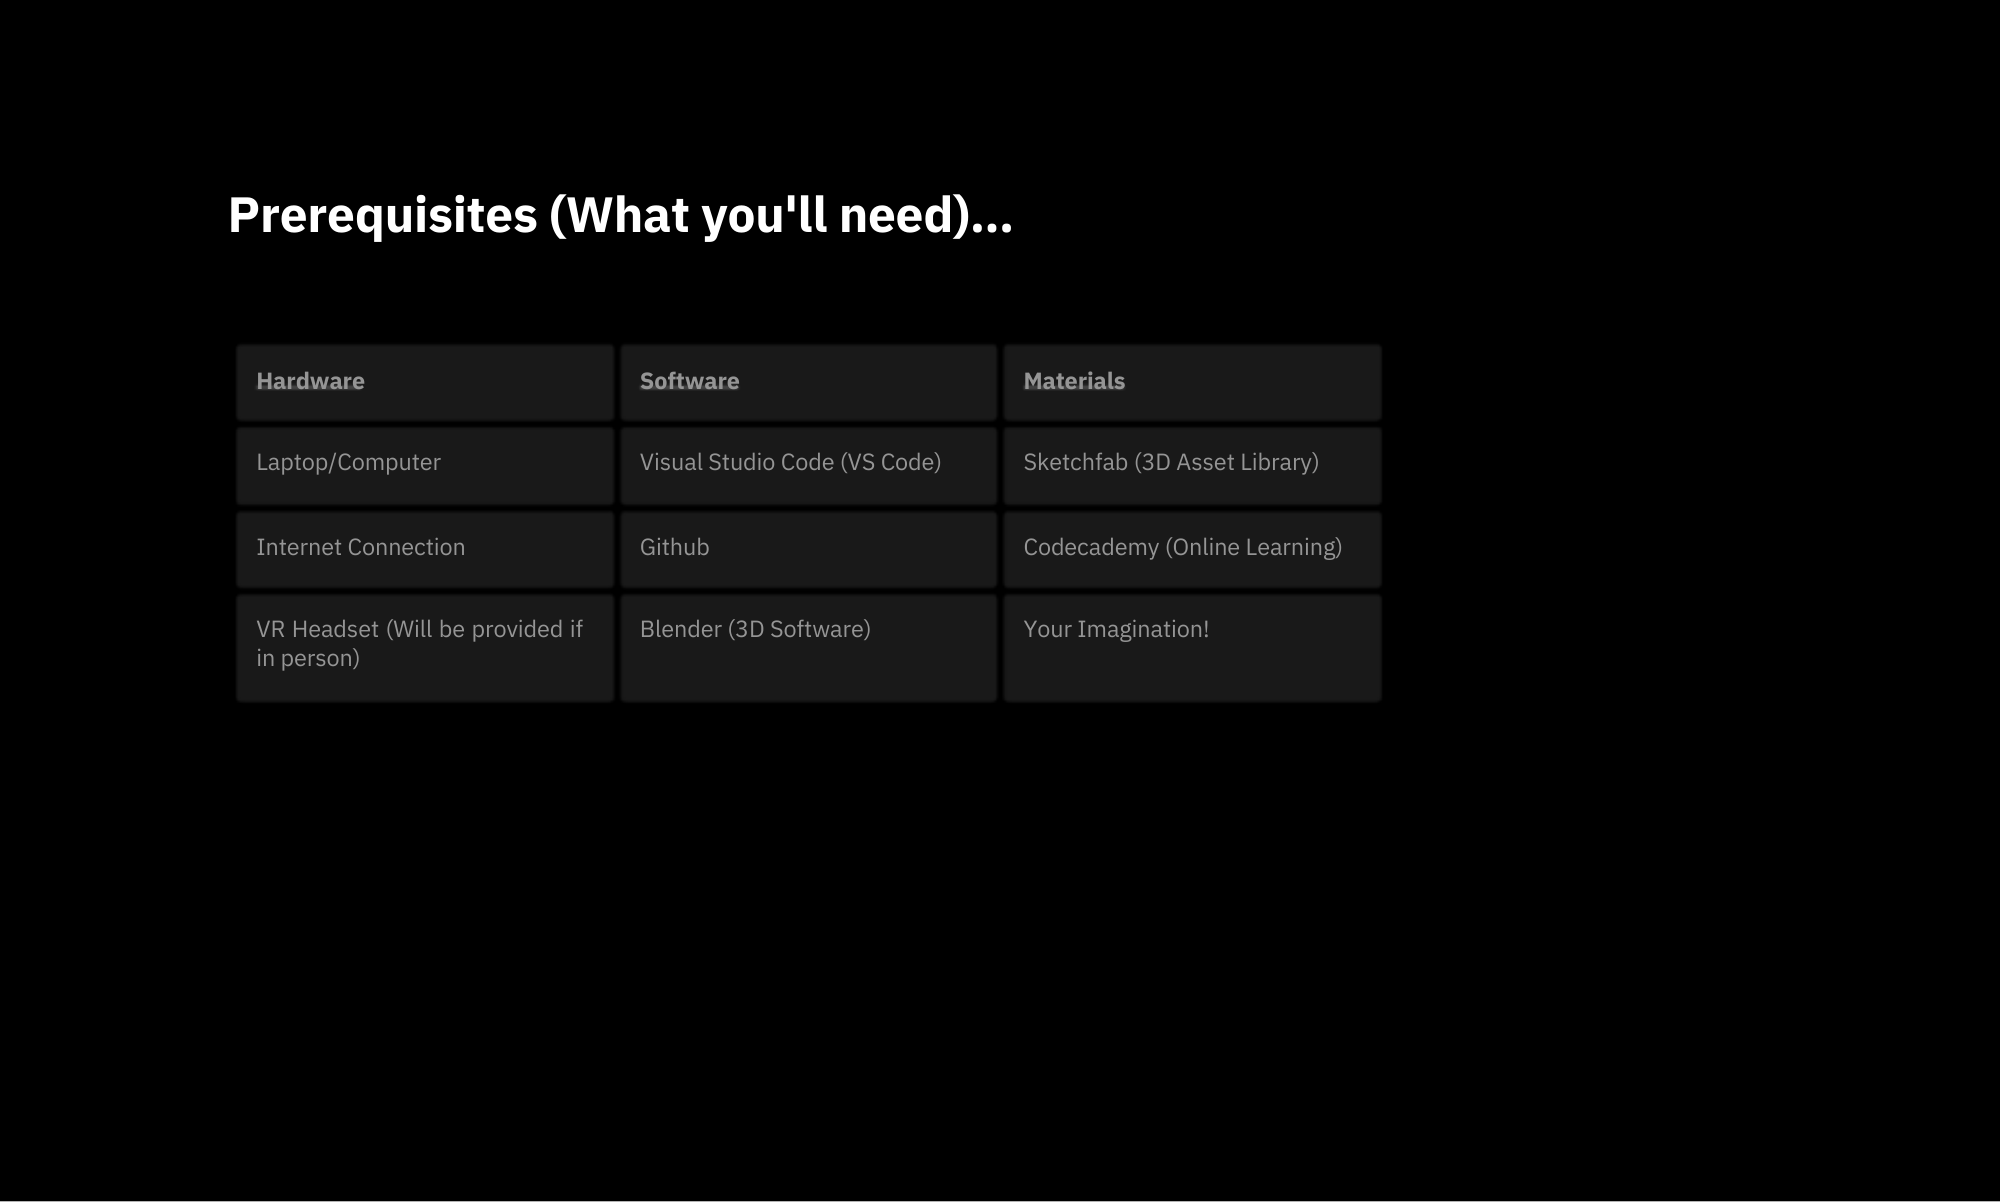 Prerequisites (What you'll need)...
Hardware
Software
Materials
Laptop/Computer
Visual Studio Code (VS Code)
Sketchfab (3D Asset Library)
Internet Connection
Github
Codecademy (Online Learning)
VR Headset (Will be provided if
in person)
Blender (3D Software)
Your Imagination!